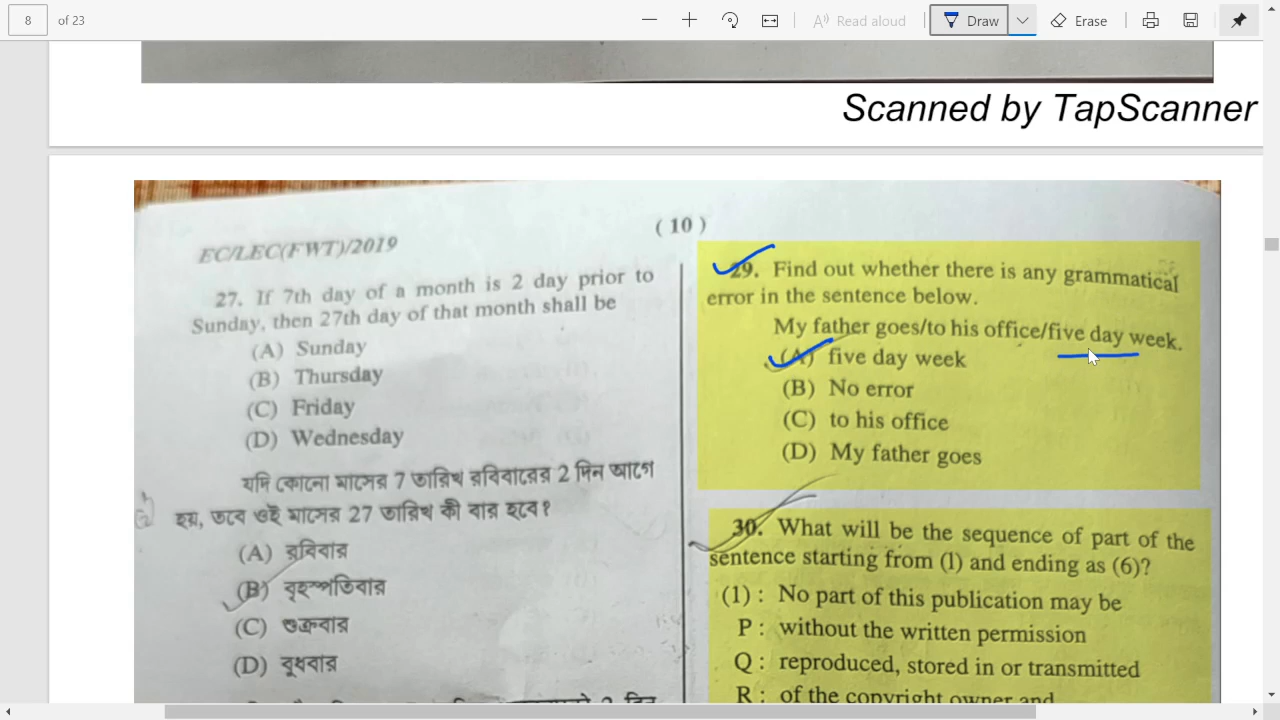 8 of 23
Read aloud
Draw
Erase
Scanned by TapScanner
( 10 )
EC/LEC(FWT)/2019
27. If 7th day of a month is 2 day prior to
Sunday, then 27th day of that month shall be
(A) Sunday
(B) Thursday
(C) Friday
(D) Wednesday
যদি কোনো মাসের 7 তারিখ রবিবারের 2 দিন আগে
হয়, তবে ওই মাসের 27 তারিখ কী বার হবে?
(A) রবিবার
(B) বৃহস্পতিবার
(C) শুক্রবার
(D) বুধবার
29. Find out whether there is any grammatical
error in the sentence below.
My father goes/to his office/five day week.
(A) five day week
(B) No error
(C) to his office
(D) My father goes
30. What will be the sequence of part of the
sentence starting from (1) and ending as (6)?
(1) : No part of this publication may be
P : without the written permission
Q : reproduced, stored in or transmitted
R : of the copyright owner and